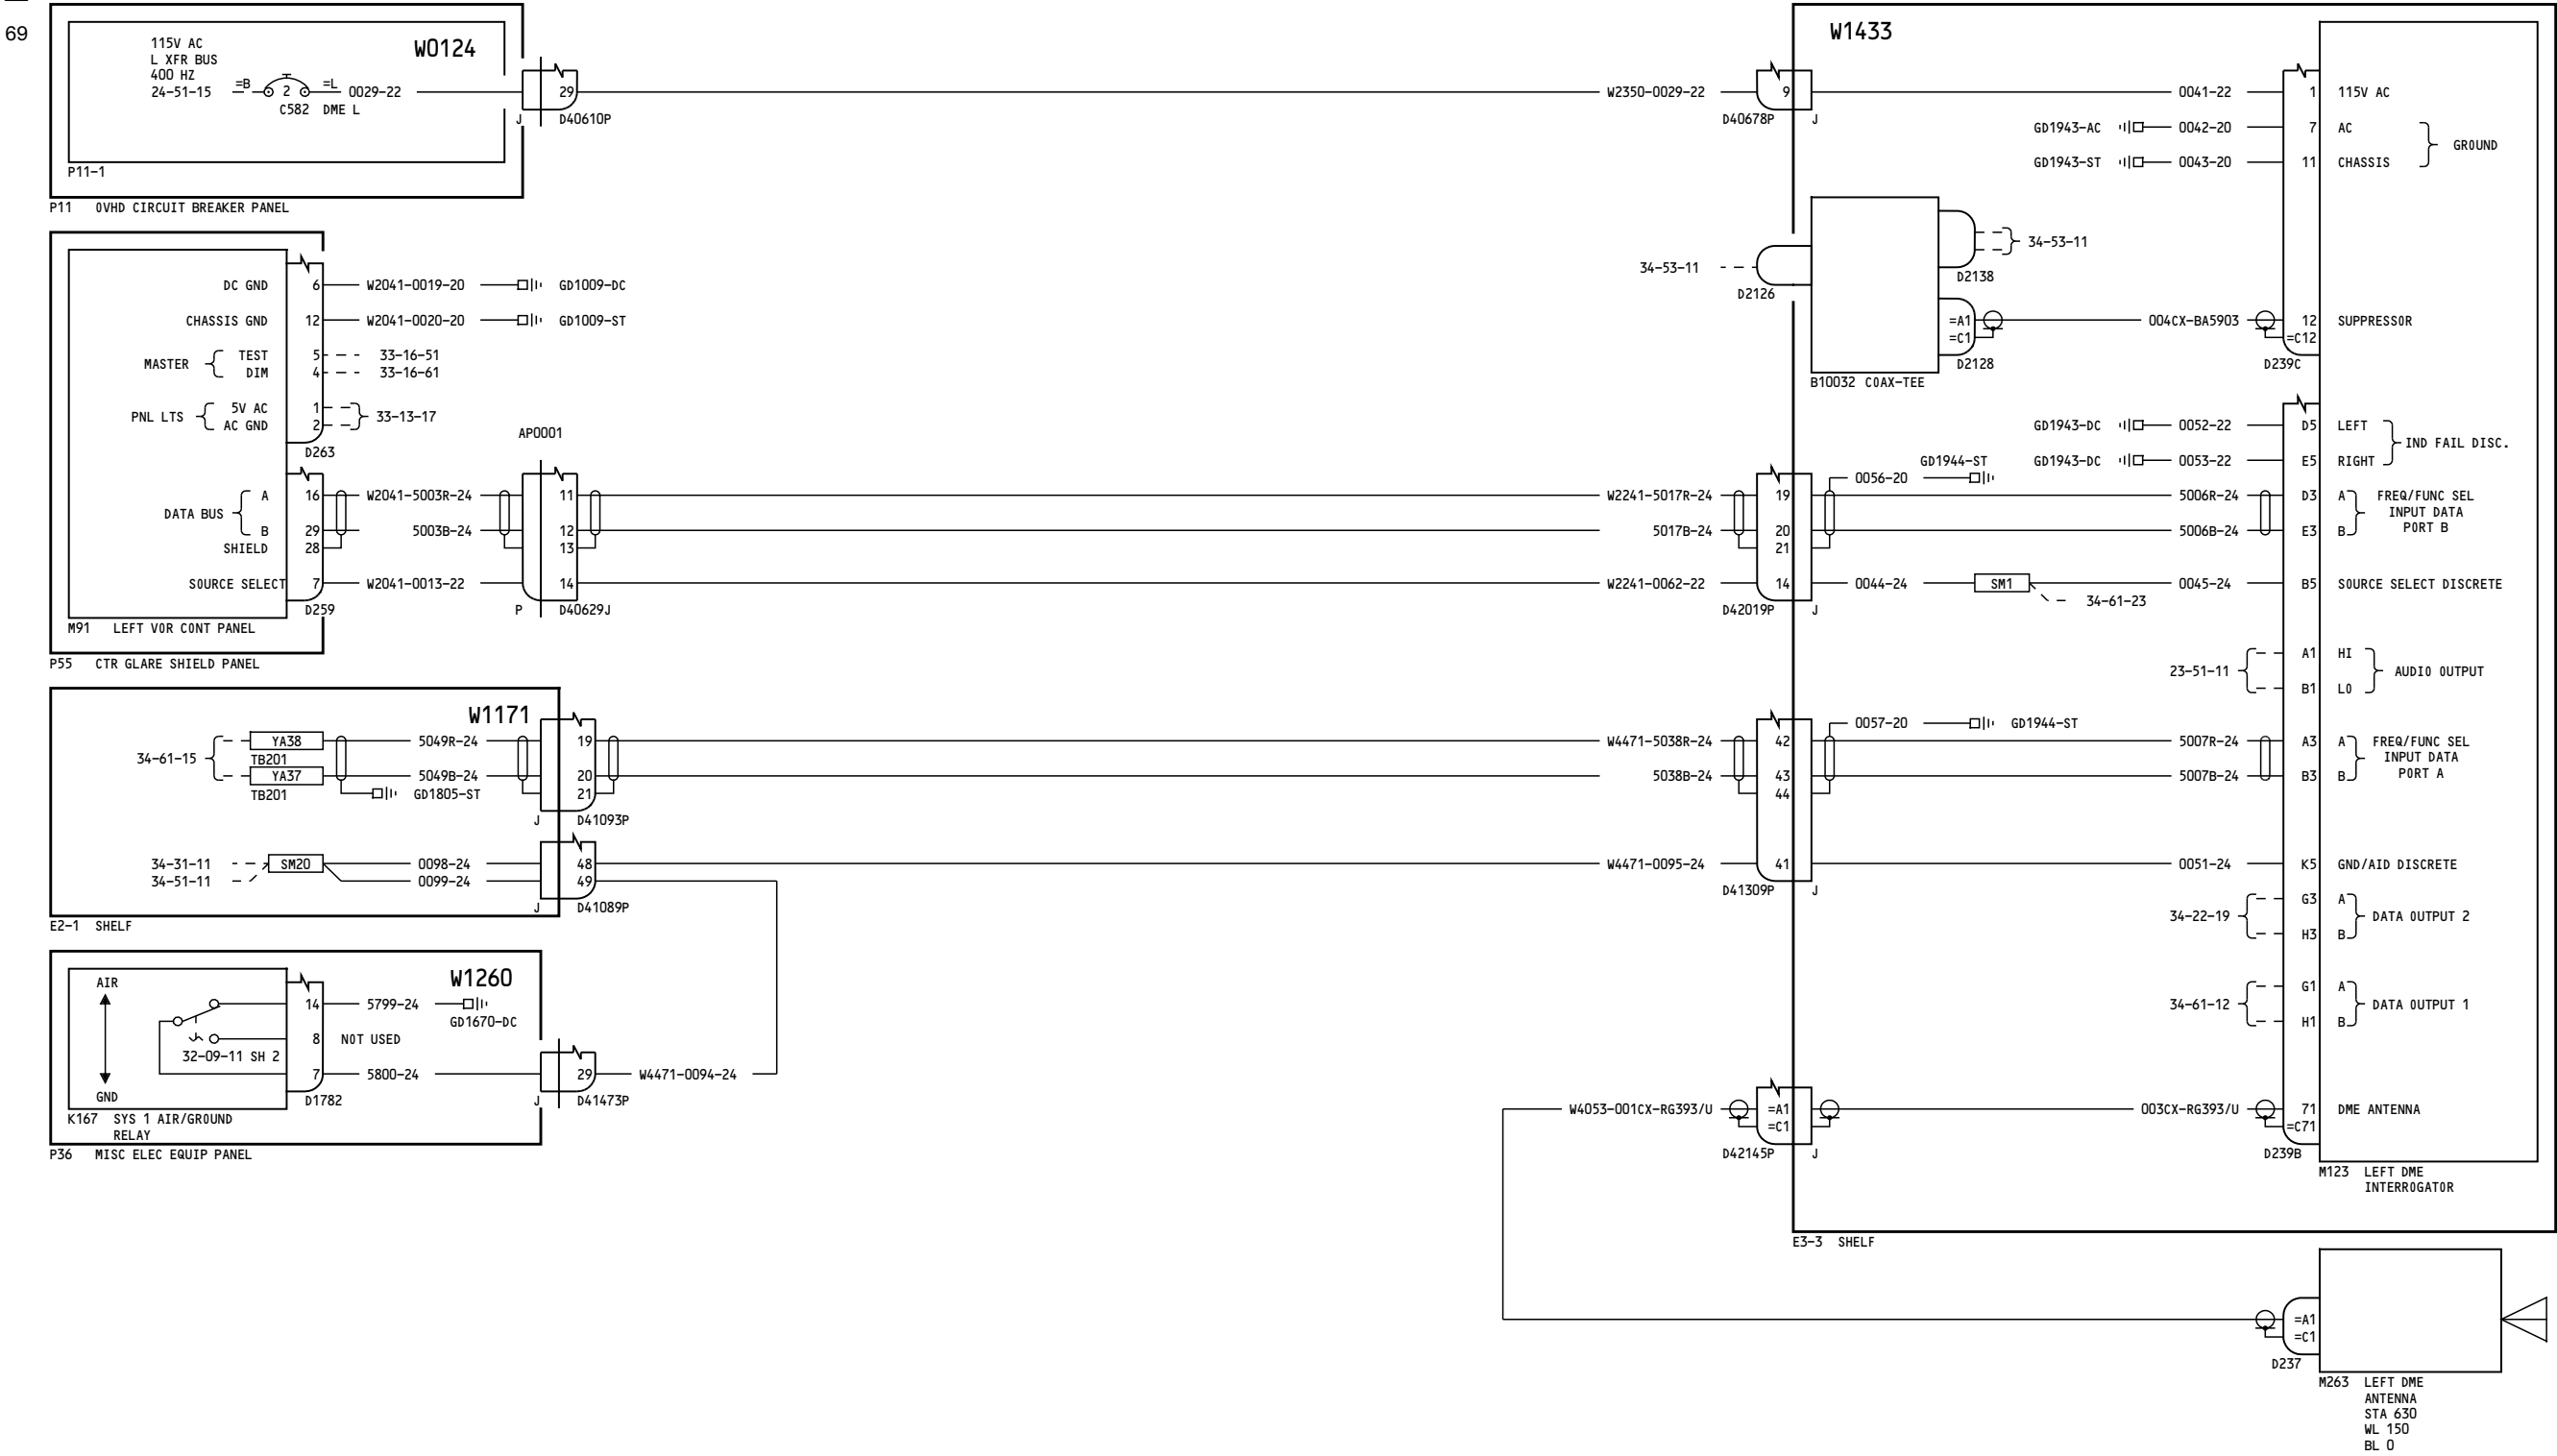 69
115V AC
L XFR BUS
400 HZ
24-51-15
=B
2
=L
0029-22
C582 DME L
W0124
P11-1
P11 OVHD CIRCUIT BREAKER PANEL
29
J
D40610P
W2350-0029-22
9
D40678P
J
W1433
0041-22
1
115V AC
GD1943-AC
0042-20
7
AC
GD1943-ST
0043-20
11
CHASSIS
GROUND
34-53-11
D2126
34-53-11
D2138
=A1
=C1
D2128
B10032 COAX-TEE
004CX-BA5903
12
=C12
SUPPRESSOR
D239C
DC GND
6
W2041-0019-20
GD1009-DC
CHASSIS GND
12
W2041-0020-20
GD1009-ST
MASTER
TEST
5
33-16-51
DIM
4
33-16-61
PNL LTS
5V AC
1
AC GND
2
33-13-17
D263
AP0001
DATA BUS
A
16
W2041-5003R-24
11
B
29
5003B-24
12
SHIELD
28
13
SOURCE SELECT
7
W2041-0013-22
14
D259
P
D40629J
M91 LEFT VOR CONT PANEL
P55 CTR GLARE SHIELD PANEL
W2241-5017R-24
19
5017B-24
20
21
W2241-0062-22
14
D42019P
J
GD1943-DC
0052-22
D5
LEFT
GD1943-DC
0053-22
E5
RIGHT
IND FAIL DISC.
0056-20
GD1944-ST
5006R-24
D3
A
5006B-24
E3
B
FREQ/FUNC SEL
INPUT DATA
PORT B
0044-24
SM1
0045-24
34-61-23
B5
SOURCE SELECT DISCRETE
23-51-11
A1
HI
B1
LO
AUDIO OUTPUT
W1171
34-61-15
YA38
TB201
YA37
TB201
5049R-24
19
5049B-24
20
21
GD1805-ST
J
D41093P
34-31-11
34-51-11
SM20
0098-24
48
0099-24
49
J
D41089P
E2-1 SHELF
W4471-5038R-24
42
5038B-24
43
44
W4471-0095-24
41
D41309P
J
0057-20
GD1944-ST
5007R-24
A3
A
5007B-24
B3
B
FREQ/FUNC SEL
INPUT DATA
PORT A
0051-24
K5
GND/AID DISCRETE
34-22-19
G3
A
H3
B
DATA OUTPUT 2
34-61-12
G1
A
H1
B
DATA OUTPUT 1
W1260
AIR
GND
32-09-11 SH 2
14
5799-24
GD1670-DC
8
NOT USED
7
5800-24
D1782
29
J
D41473P
W4471-0094-24
K167 SYS 1 AIR/GROUND
RELAY
P36 MISC ELEC EQUIP PANEL
W4053-001CX-RG393/U
=A1
=C1
D42145P
J
003CX-RG393/U
71
=C71
DME ANTENNA
D239B
M123 LEFT DME
INTERROGATOR
E3-3 SHELF
=A1
=C1
D237
M263 LEFT DME
ANTENNA
STA 630
WL 150
BL 0